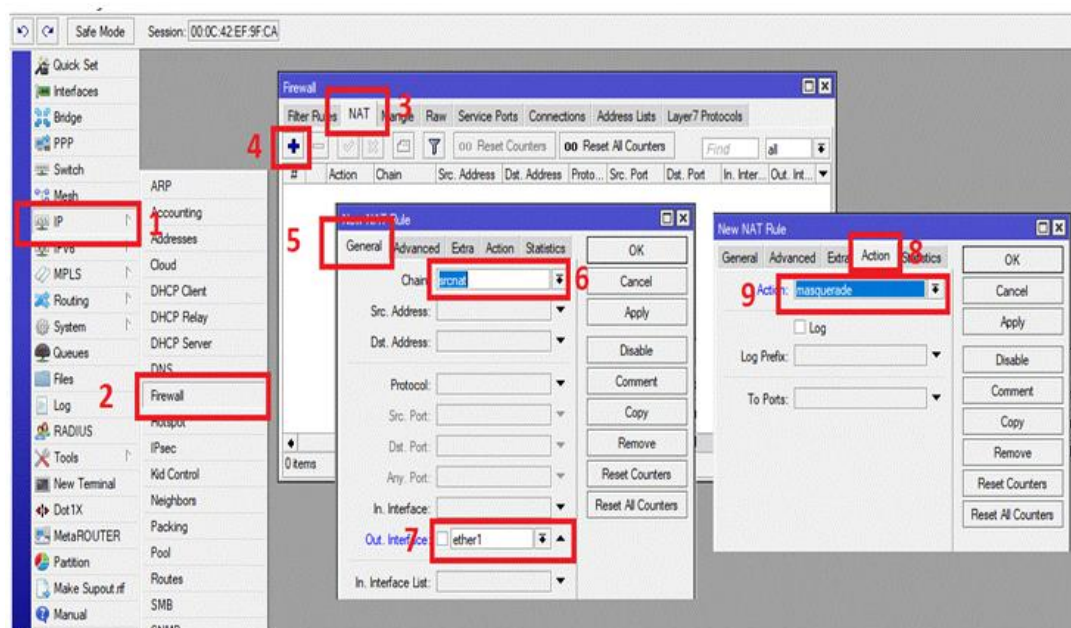 Safe Mode Session: 00:0C:42:EF:9F:CA
Quick Set
Interfaces
Bridge
PPP
Switch
Mesh
IP
IPv6
MPLS
Routing
System
Queues
Files
Log
RADIUS
Tools
New Terminal
Dot1X
MetaROUTER
Partition
Make Supout.rif
Manual
1
2
ARP
Accounting
Addresses
Cloud
DHCP Client
DHCP Relay
DHCP Server
DNS
Firewall
Hotspot
IPsec
Kid Control
Neighbors
Packing
Pool
Routes
SMB
SNMP
Firewall
Filter Rules NAT Mangle Raw Service Ports Connections Address Lists Layer7 Protocols
3
4
00 Reset Counters 00 Reset All Counters Find all
# Action Chain Src. Address Dst. Address Proto... Src. Port Dst. Port In. Inter... Out. Int...
0 items
5
New NAT Rule
General Advanced Extra Action Statistics
Chain: srcnat
6
Src. Address:
Dst. Address:
Protocol:
Src. Port:
Dst. Port:
Any. Port:
In. Interface:
Out. Interface: ether1
7
In. Interface List:
OK
Cancel
Apply
Disable
Comment
Copy
Remove
Reset Counters
Reset All Counters
New NAT Rule
General Advanced Extra Action Statistics
8
9
Action: masquerade
Log
Log Prefix:
To Ports:
OK
Cancel
Apply
Disable
Comment
Copy
Remove
Reset Counters
Reset All Counters